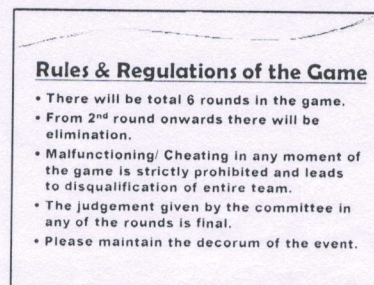 Rules & Regulations of the Game
• There will be total 6 rounds in the game.
• From 2nd round onwards there will be
elimination.
• Malfunctioning/ Cheating in any moment of
the game is strictly prohibited and leads
to disqualification of entire team.
• The judgement given by the committee in
any of the rounds is final.
• Please maintain the decorum of the event.